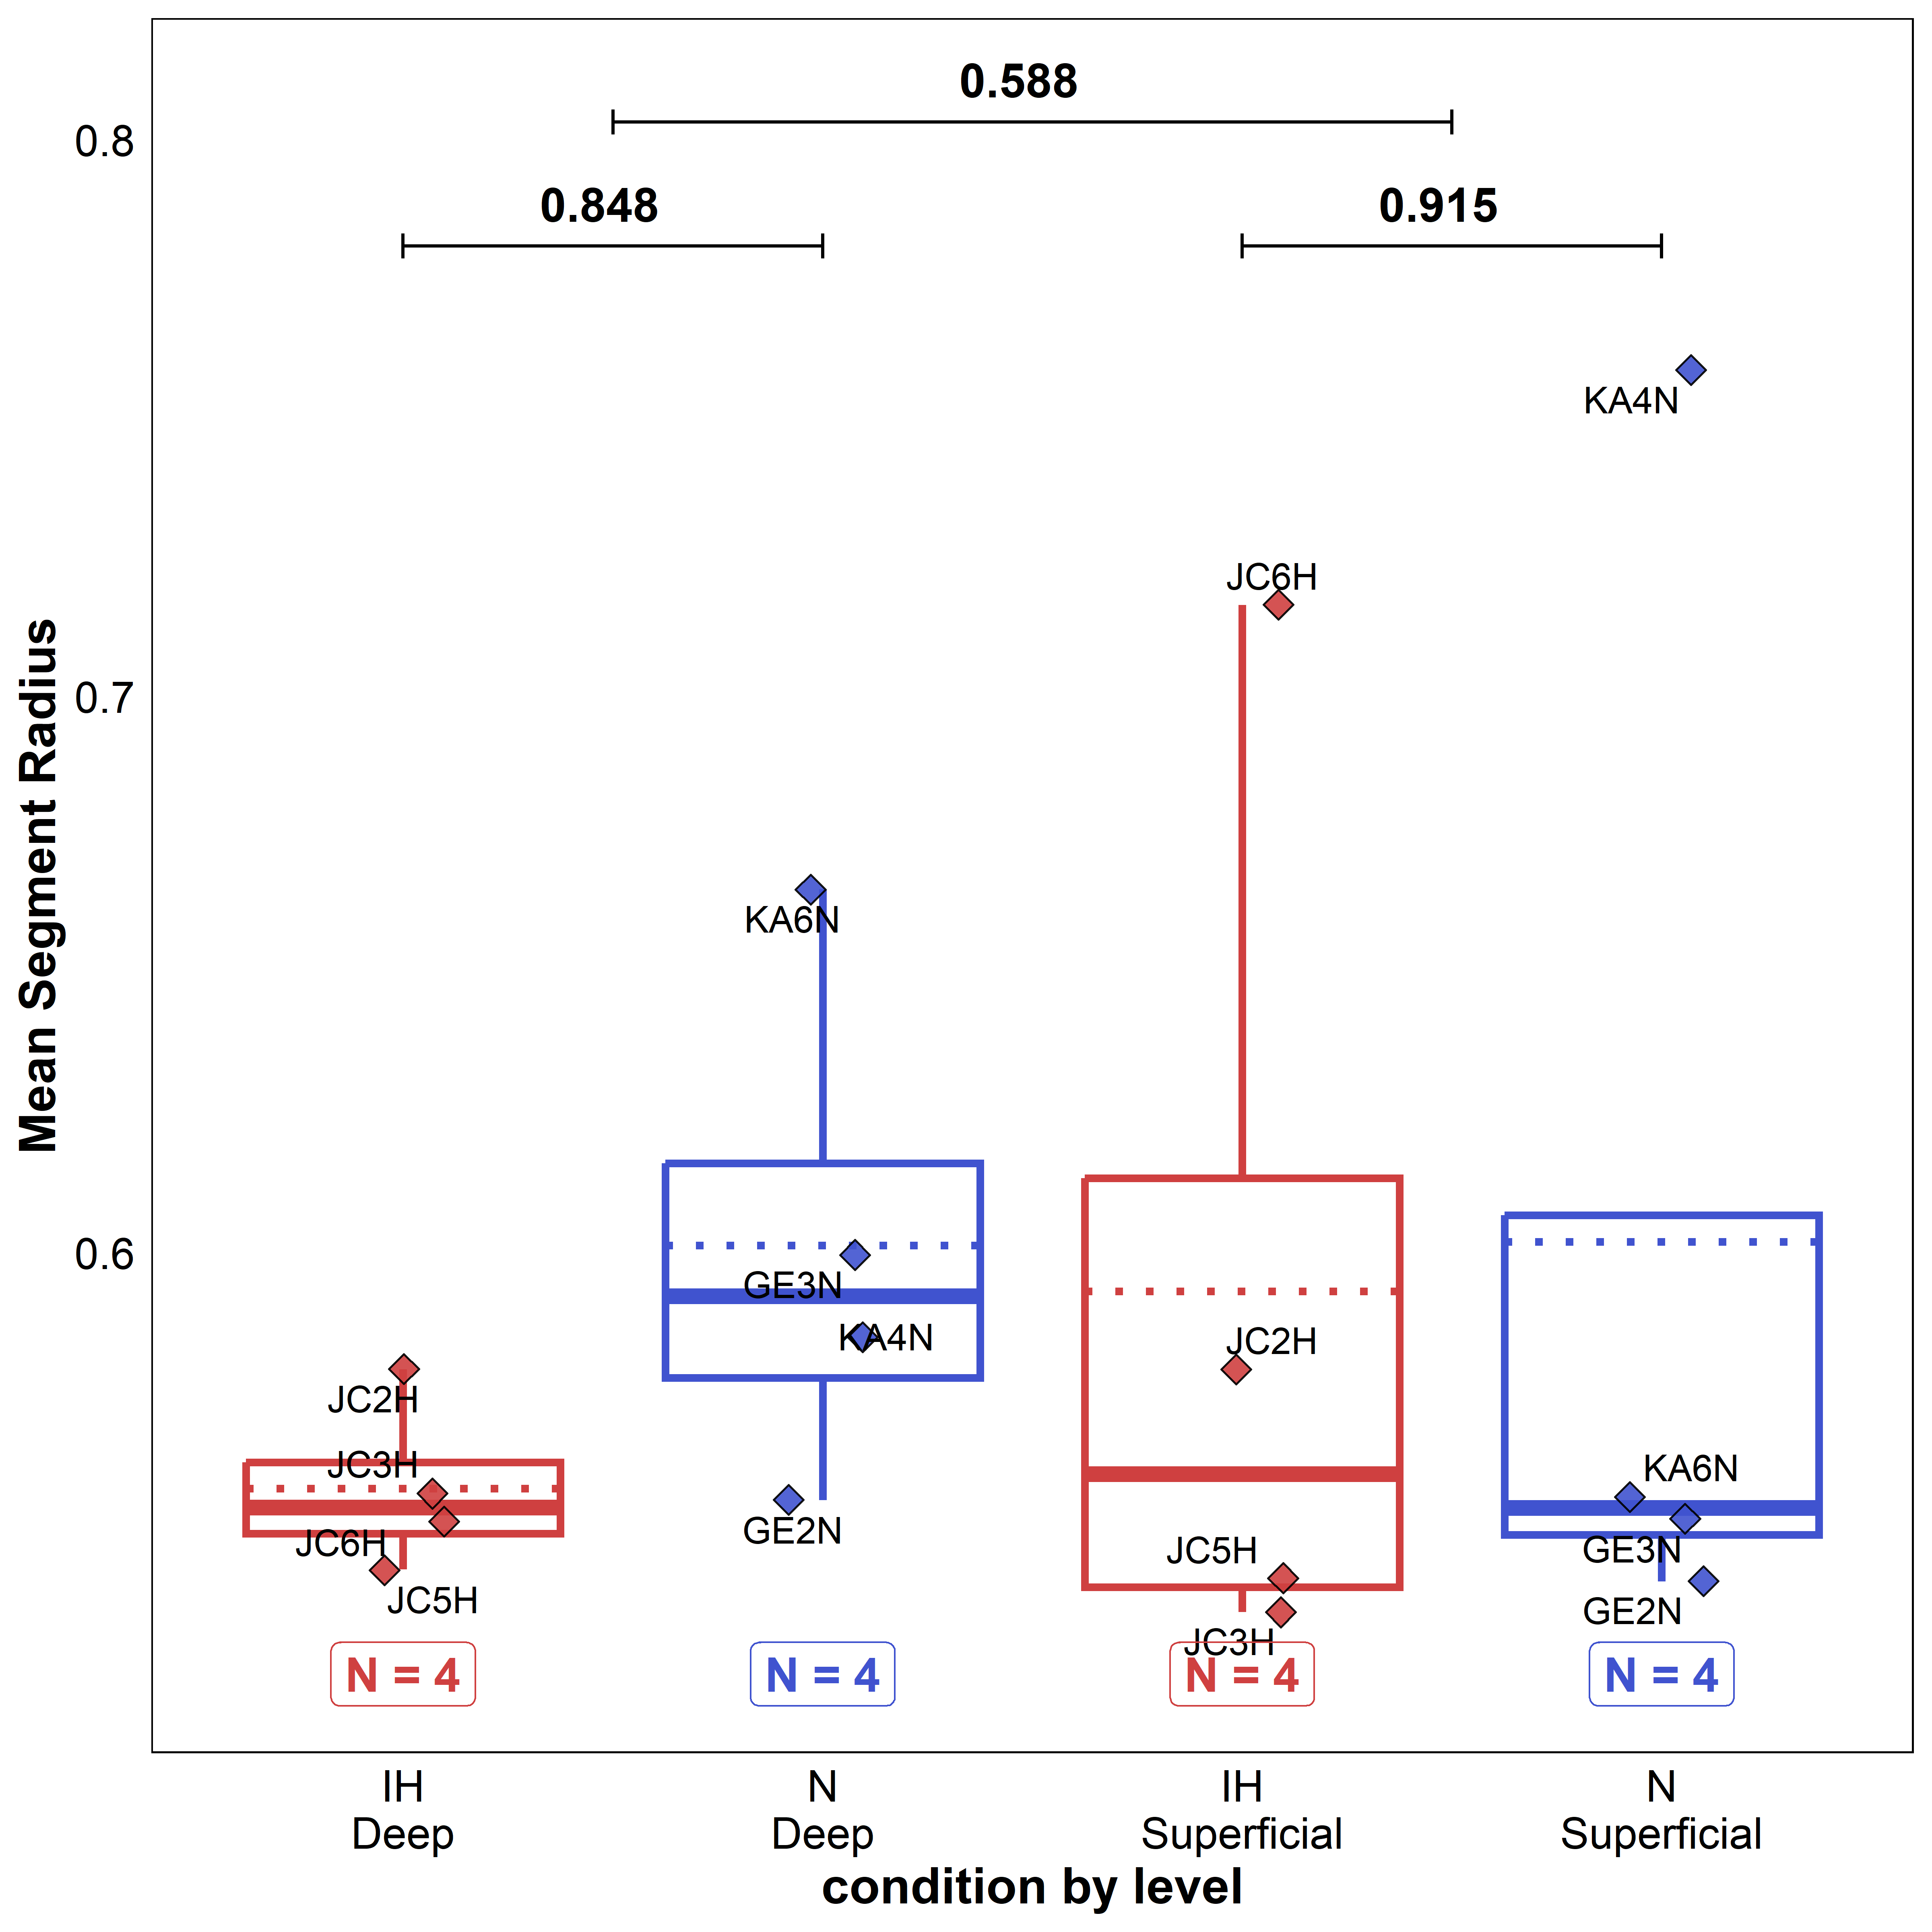 0.588
0.8
0.848
0.915
KA4N
JC6H
0.7
Mean Segment Radius
KA6N
0.6
GE3N
KA4N
JC2H
JC2H
JC3H
KA6N
JC6H
JC5H
GE3N
GE2N
JC5H
GE2N
JC3H
N = 4
N = 4
N = 4
N = 4
IH
Deep
N
Deep
IH
Superficial
N
Superficial
condition by level